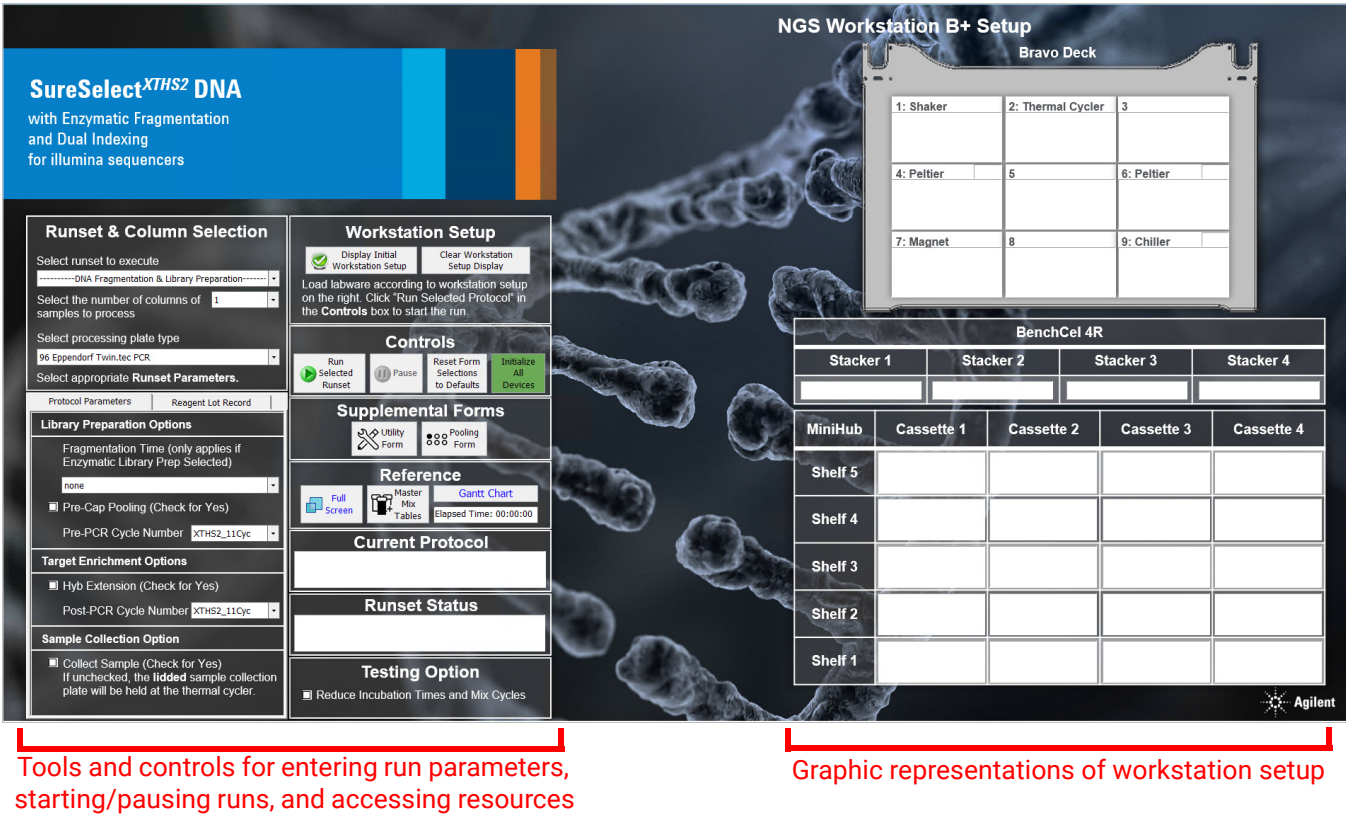 SureSelectXTHS2 DNA
with Enzymatic Fragmentation
and Dual Indexing
for illumina sequencers
Runset & Column Selection
Select runset to execute
----------DNA Fragmentation & Library Preparation-------
Select the number of columns of
samples to process
1
Select processing plate type
96 Eppendorf Twin.tec PCR
Select appropriate Runset Parameters.
Protocol Parameters
Reagent Lot Record
Library Preparation Options
Fragmentation Time (only applies if
Enzymatic Library Prep Selected)
none
Pre-Cap Pooling (Check for Yes)
Pre-PCR Cycle Number XTHS2_11Cyc
Target Enrichment Options
Hyb Extension (Check for Yes)
Post-PCR Cycle Number XTHS2_11Cyc
Sample Collection Option
Collect Sample (Check for Yes)
If unchecked, the lidded sample collection
plate will be held at the thermal cycler.
Workstation Setup
Display Initial
Workstation Setup
Clear Workstation
Setup Display
Load labware according to workstation setup
on the right. Click "Run Selected Protocol" in
the Controls box to start the run.
Controls
Run
Selected
Runset
Pause
Reset Form
Selections
to Defaults
Initialize
All
Devices
Supplemental Forms
Utility
Form
Pooling
Form
Reference
Full
Screen
Master
Mix
Tables
Gantt Chart
Elapsed Time: 00:00:00
Current Protocol
Runset Status
Testing Option
Reduce Incubation Times and Mix Cycles
NGS Workstation B+ Setup
Bravo Deck
1: Shaker
2: Thermal Cycler
3
4: Peltier
5
6: Peltier
7: Magnet
8
9: Chiller
BenchCel 4R
Stacker 1
Stacker 2
Stacker 3
Stacker 4
MiniHub
Cassette 1
Cassette 2
Cassette 3
Cassette 4
Shelf 5
Shelf 4
Shelf 3
Shelf 2
Shelf 1
Agilent
Tools and controls for entering run parameters,
starting/pausing runs, and accessing resources
Graphic representations of workstation setup